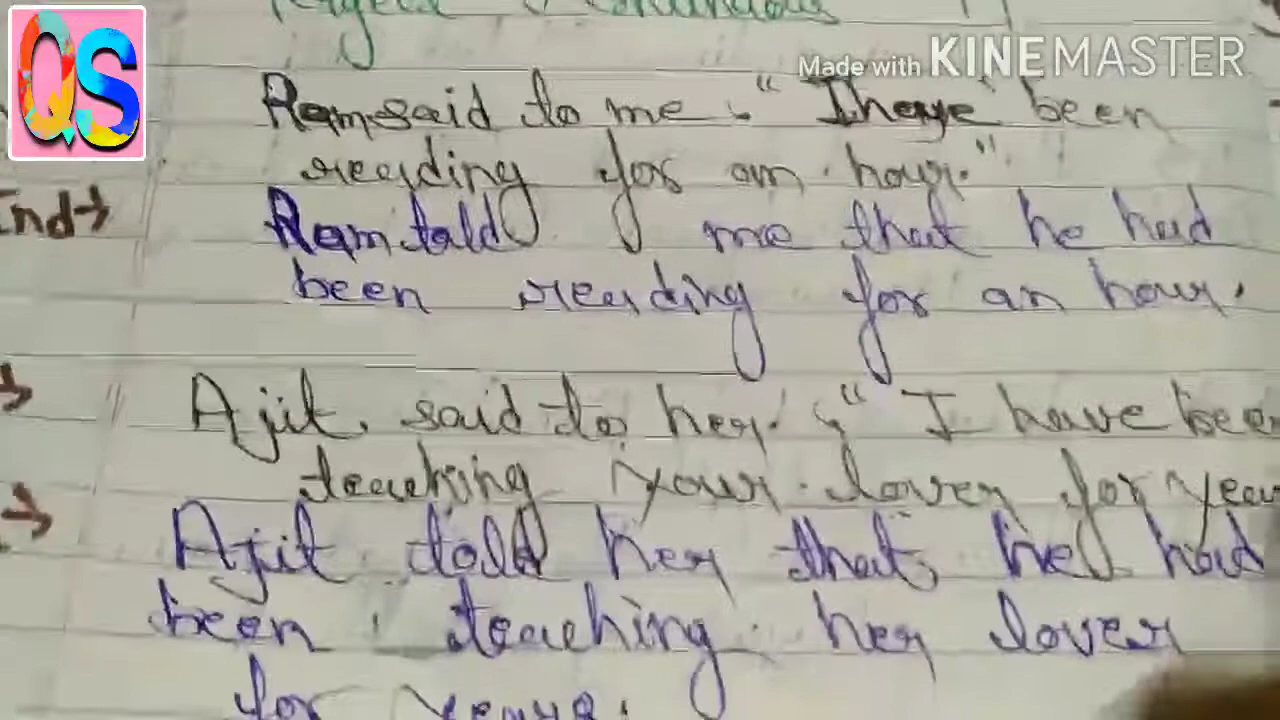 QS
Made with KINEMASTER
Continuous
Ram said to me, "I have been
reading for an hour."
Ind→ Ram told me that he had
been reading for an hour.
→ Ajit said to her, "I have been
teaching your lover for year
→ Ajit told her that he had
been teaching her lover
for years.